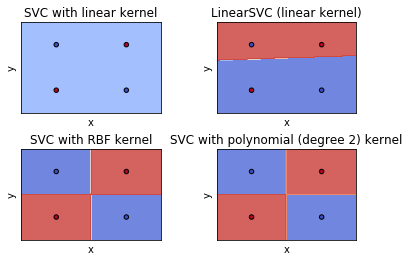 SVC with linear kernel
y
x
LinearSVC (linear kernel)
y
x
SVC with RBF kernel
y
x
SVC with polynomial (degree 2) kernel
y
x